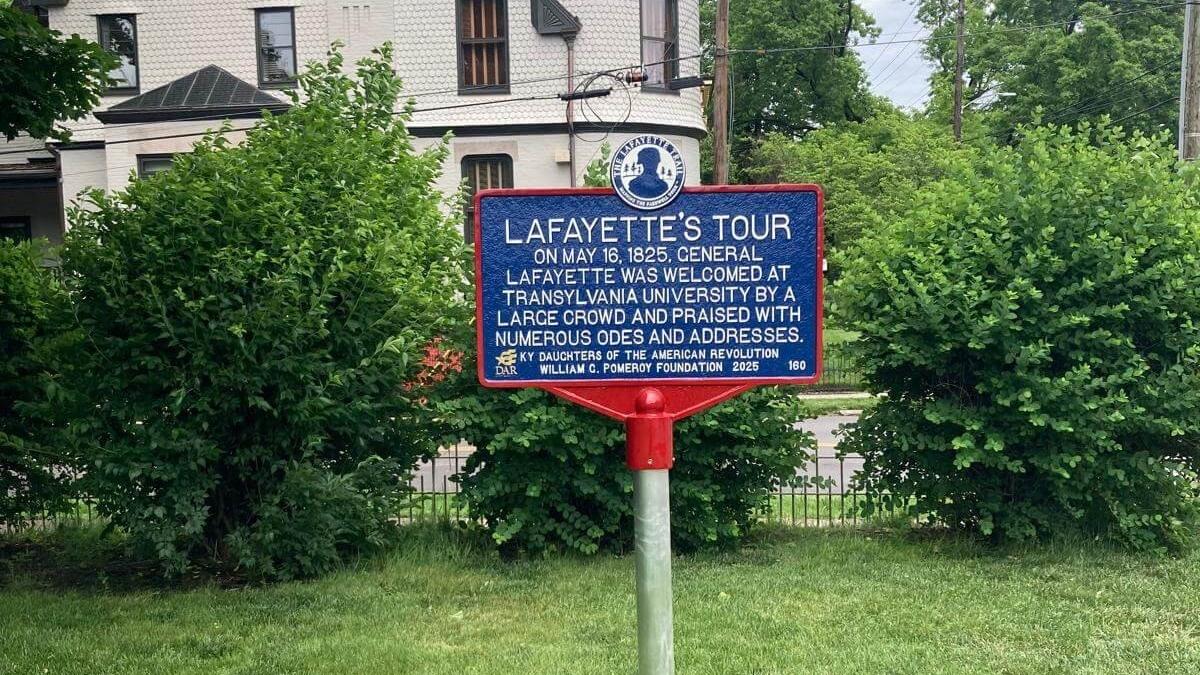 THE LAFAYETTE TRAIL
LAFAYETTE'S TOUR
ON MAY 16, 1825, GENERAL
LAFAYETTE WAS WELCOMED AT
TRANSYLVANIA UNIVERSITY BY A
LARGE CROWD AND PRAISED WITH
NUMEROUS ODES AND ADDRESSES.
DAR
KY DAUGHTERS OF THE AMERICAN REVOLUTION
WILLIAM C. POMEROY FOUNDATION 2025 160